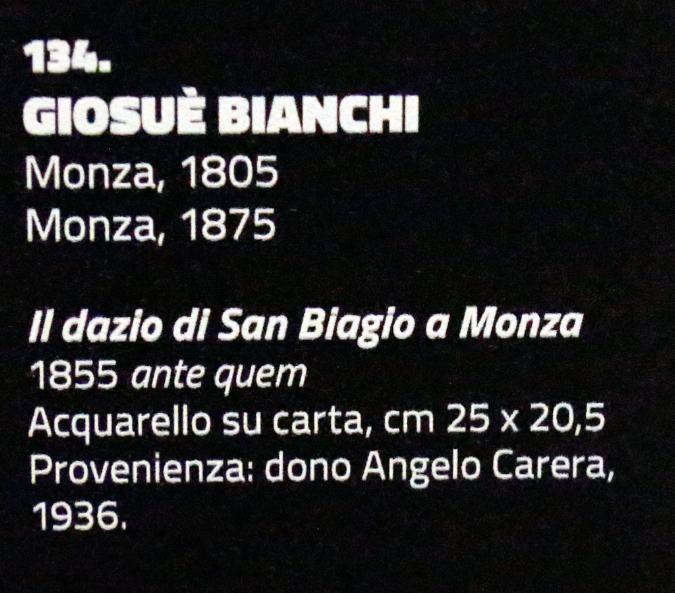 134.
GIOSUÈ BIANCHI
Monza, 1805
Monza, 1875
Il dazio di San Biagio a Monza
1855 ante quem
Acquarello su carta, cm 25 x 20,5
Provenienza: dono Angelo Carera,
1936.